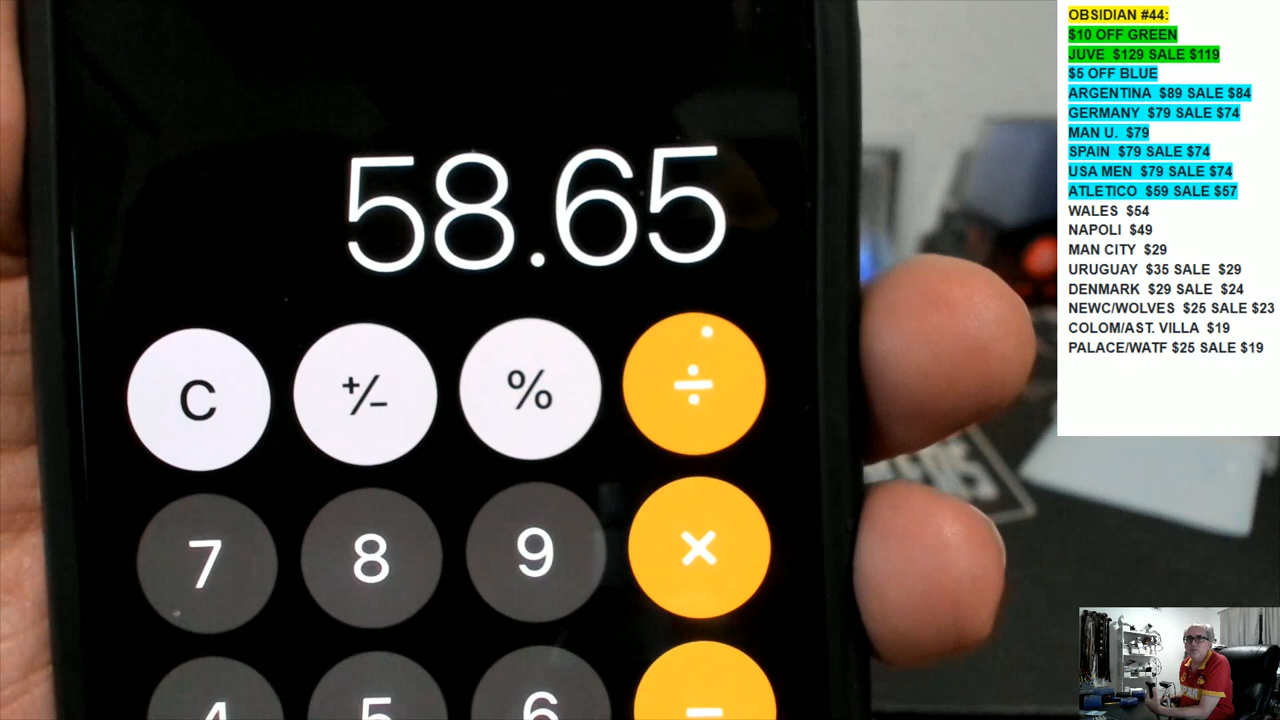 58.65
C +/- % ÷
7 8 9 ×
4 5 6 −
OBSIDIAN #44:
$10 OFF GREEN
JUVE $129 SALE $119
$5 OFF BLUE
ARGENTINA $89 SALE $84
GERMANY $79 SALE $74
MAN U. $79
SPAIN $79 SALE $74
USA MEN $79 SALE $74
ATLETICO $59 SALE $57
WALES $54
NAPOLI $49
MAN CITY $29
URUGUAY $35 SALE $29
DENMARK $29 SALE $24
NEWC/WOLVES $25 SALE $23
COLOM/AST. VILLA $19
PALACE/WATF $25 SALE $19